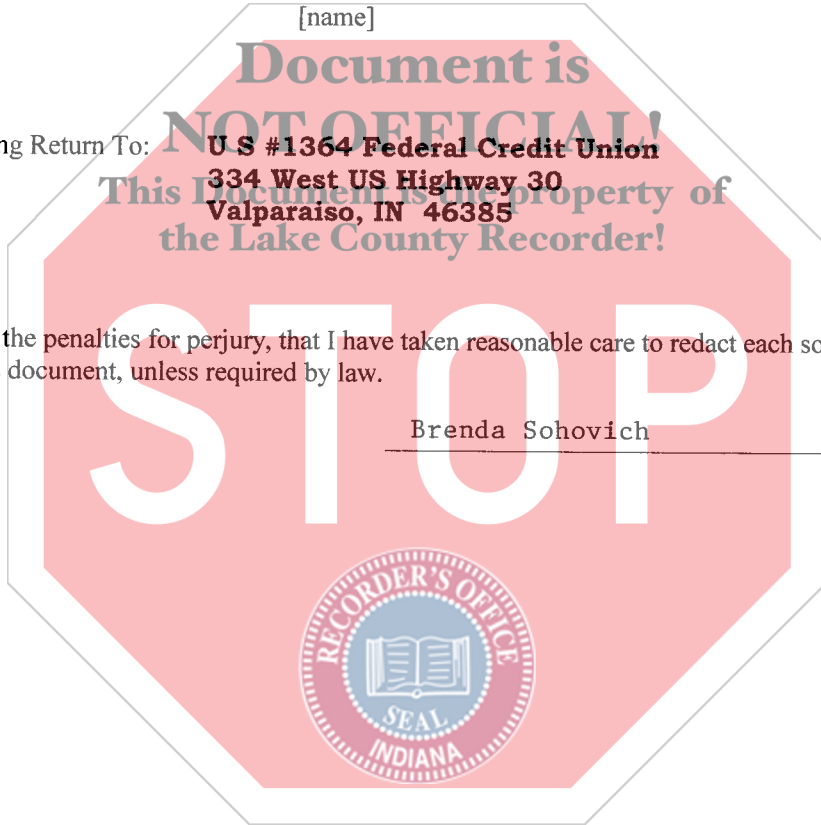 [name]
Document is
NOT OFFICIAL!
ng Return To: U S #1364 Federal Credit Union
334 West US Highway 30
This Document is the property of
Valparaiso, IN 46385
the Lake County Recorder!
STOP
the penalties for perjury, that I have taken reasonable care to redact each so
document, unless required by law.
Brenda Sohovich
RECORDER'S OFFICE
SEAL
INDIANA